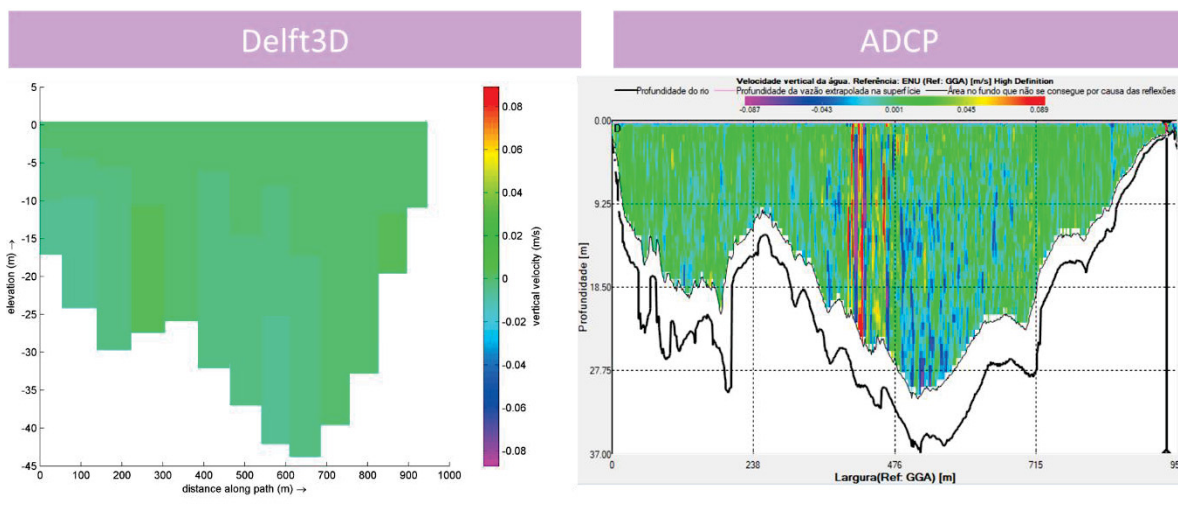 Delft3D
ADCP
5
0
-5
-10
-15
-20
-25
-30
-35
-40
-45
elevation (m) →
0 100 200 300 400 500 600 700 800 900 1000
distance along path (m) →
0.08
0.06
0.04
0.02
0
-0.02
-0.04
-0.06
-0.08
vertical velocity (m/s)
Velocidade vertical da água. Referência: ENU (Ref: GGA) [m/s] High Definition
Profundidade do rio Profundidade da vazão extrapolada na superfície Área no fundo que não se consegue por causa das reflexões
-0.087 -0.043 0.001 0.045 0.089
0.00
D
9.25
18.50
27.75
37.00
Profundidade [m]
0 238 476 715 95
Largura(Ref: GGA) [m]